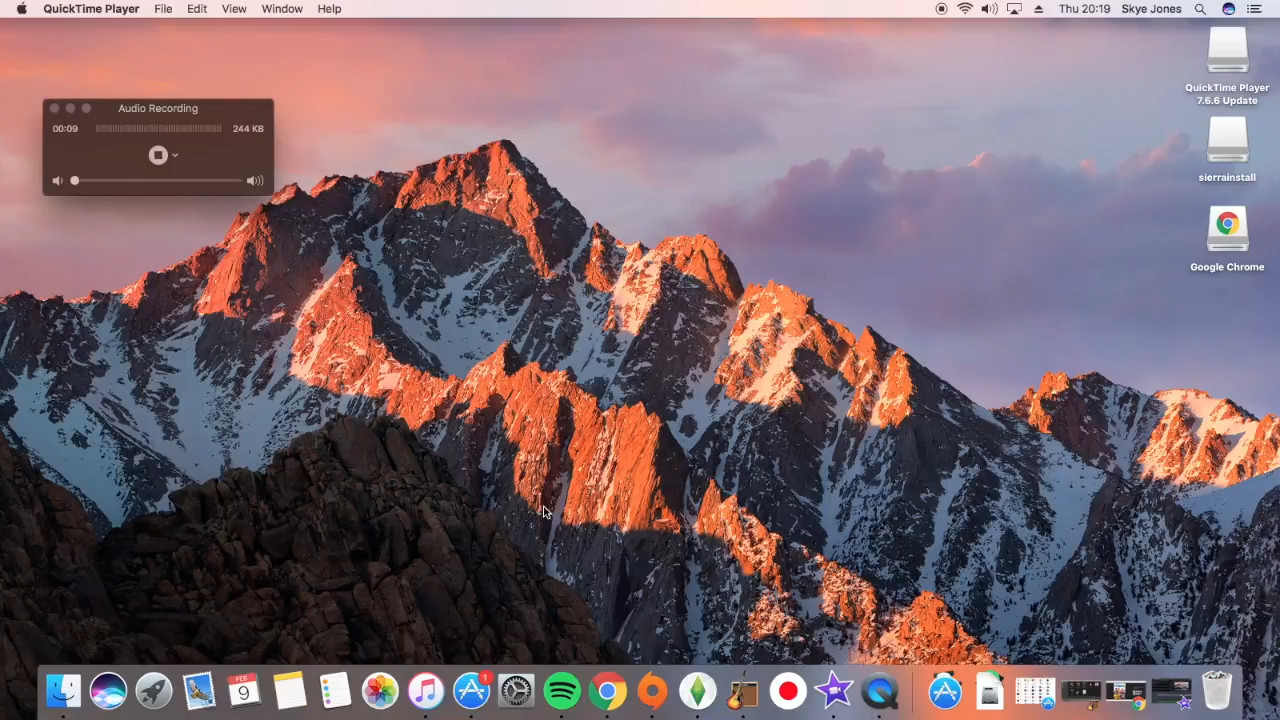 QuickTime Player File Edit View Window Help Thu 20:19 Skye Jones
Audio Recording
00:09 244 KB
QuickTime Player
7.6.6 Update
sierrainstall
Google Chrome
1
FEB
9